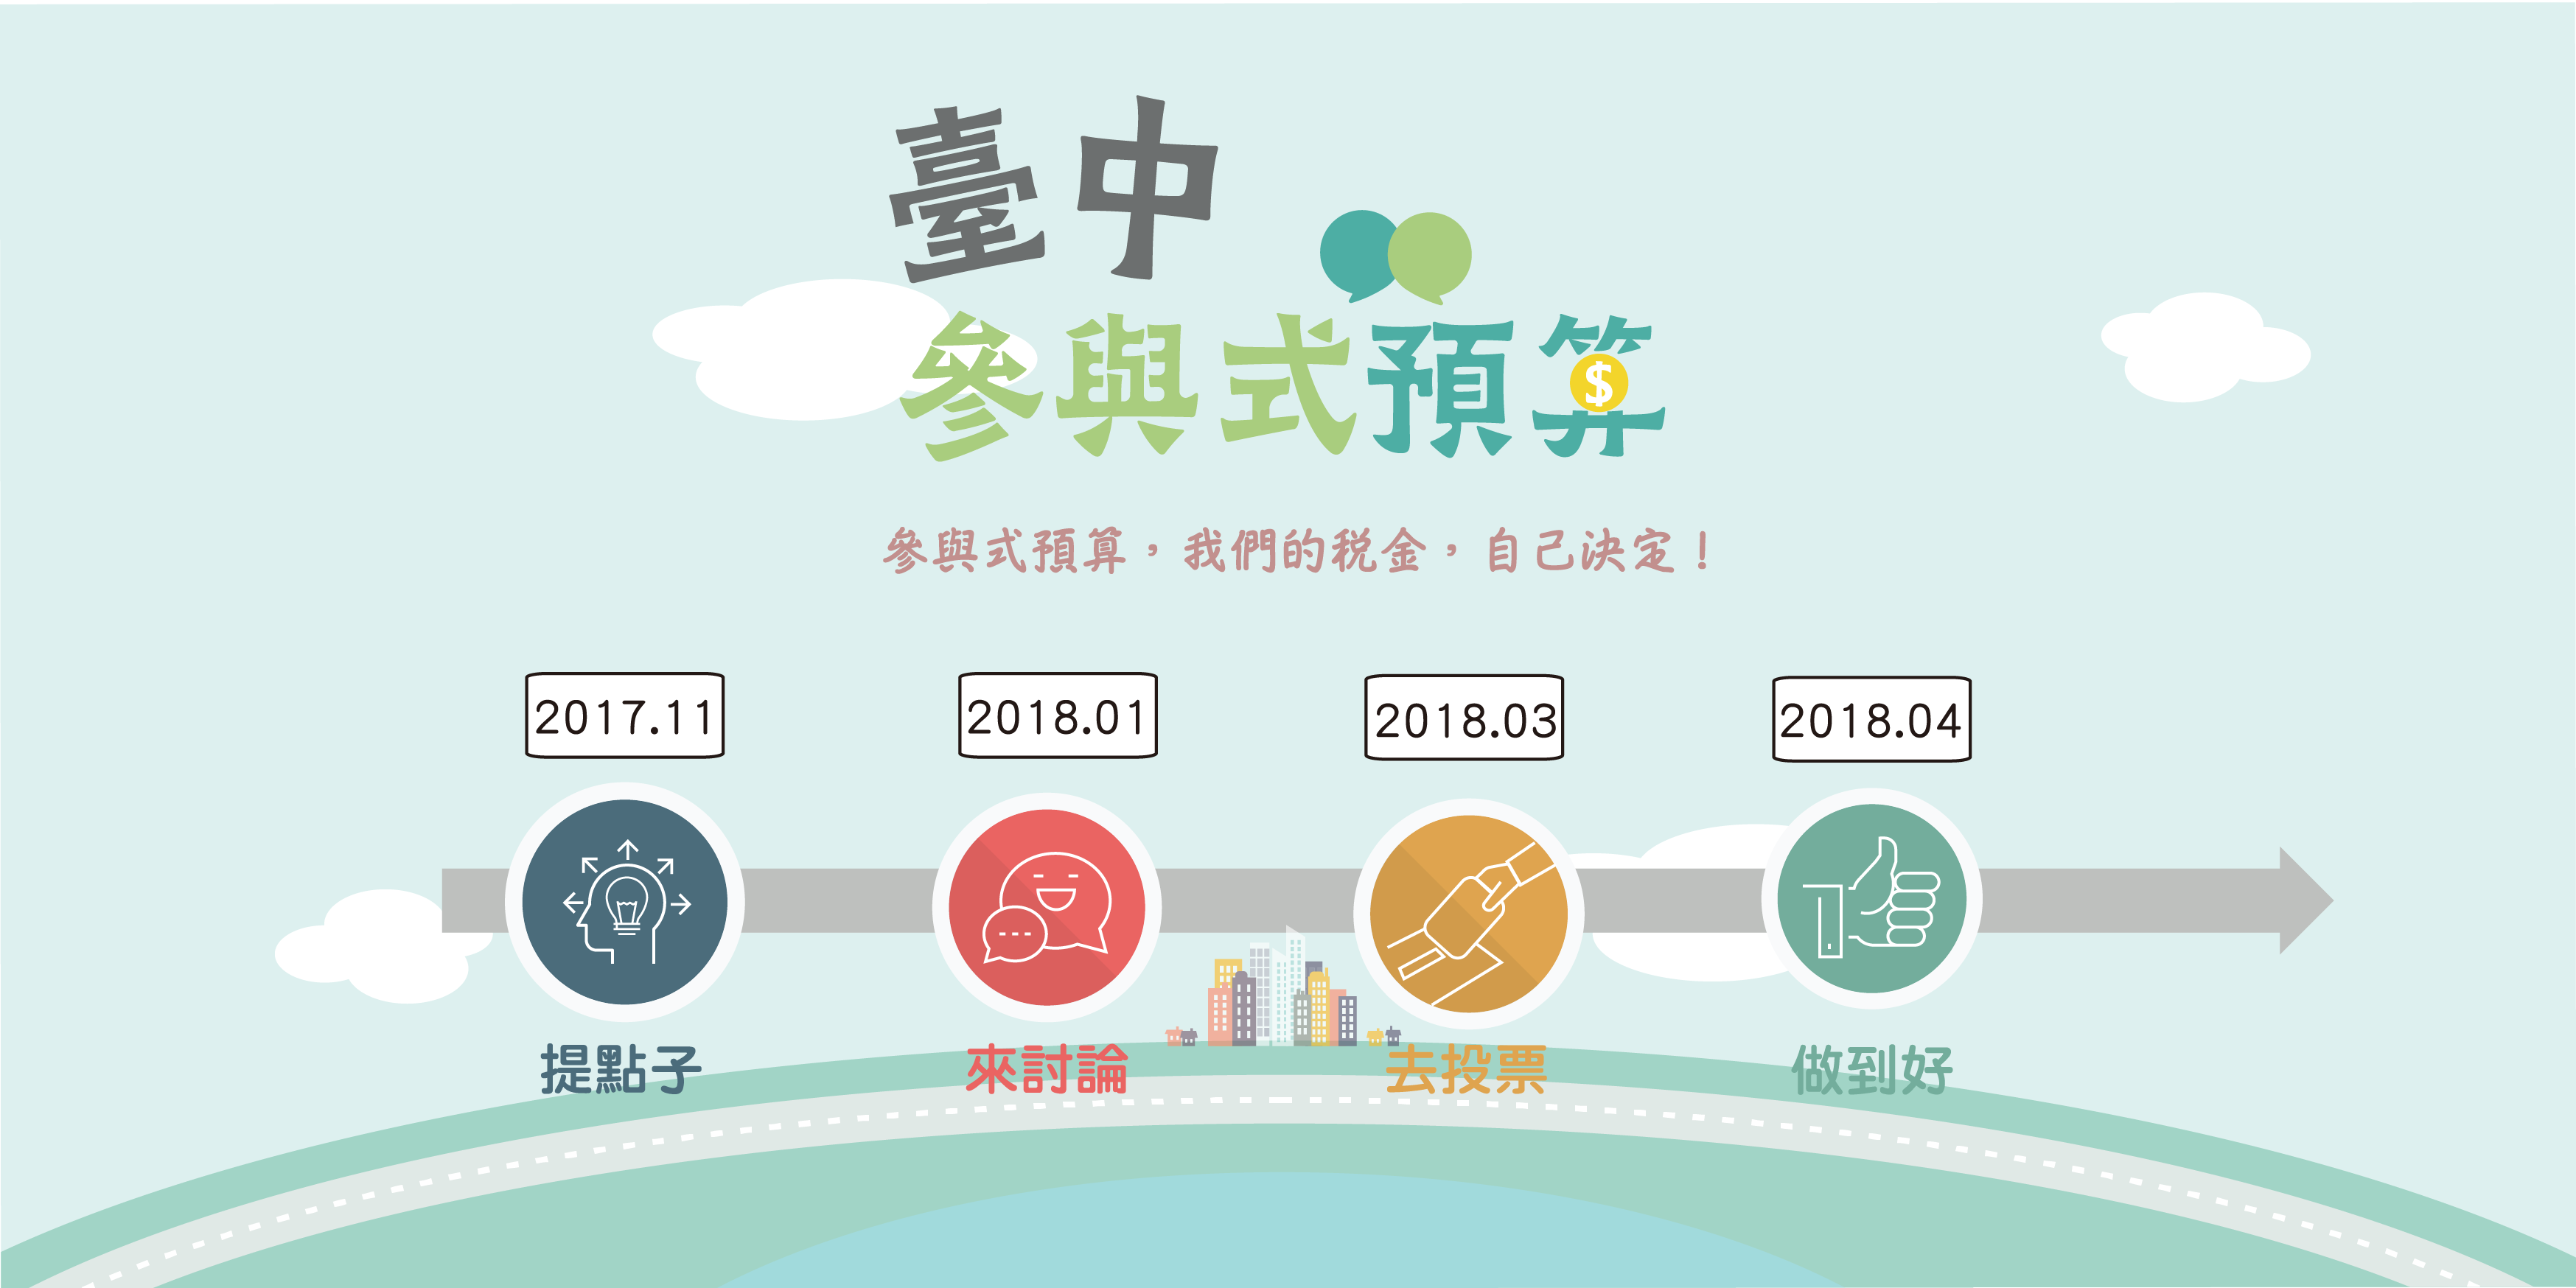 臺中
參與式預算
$
參與式預算，我們的税金，自己決定！
2017.11
2018.01
2018.03
2018.04
提點子
來討論
去投票
做到好